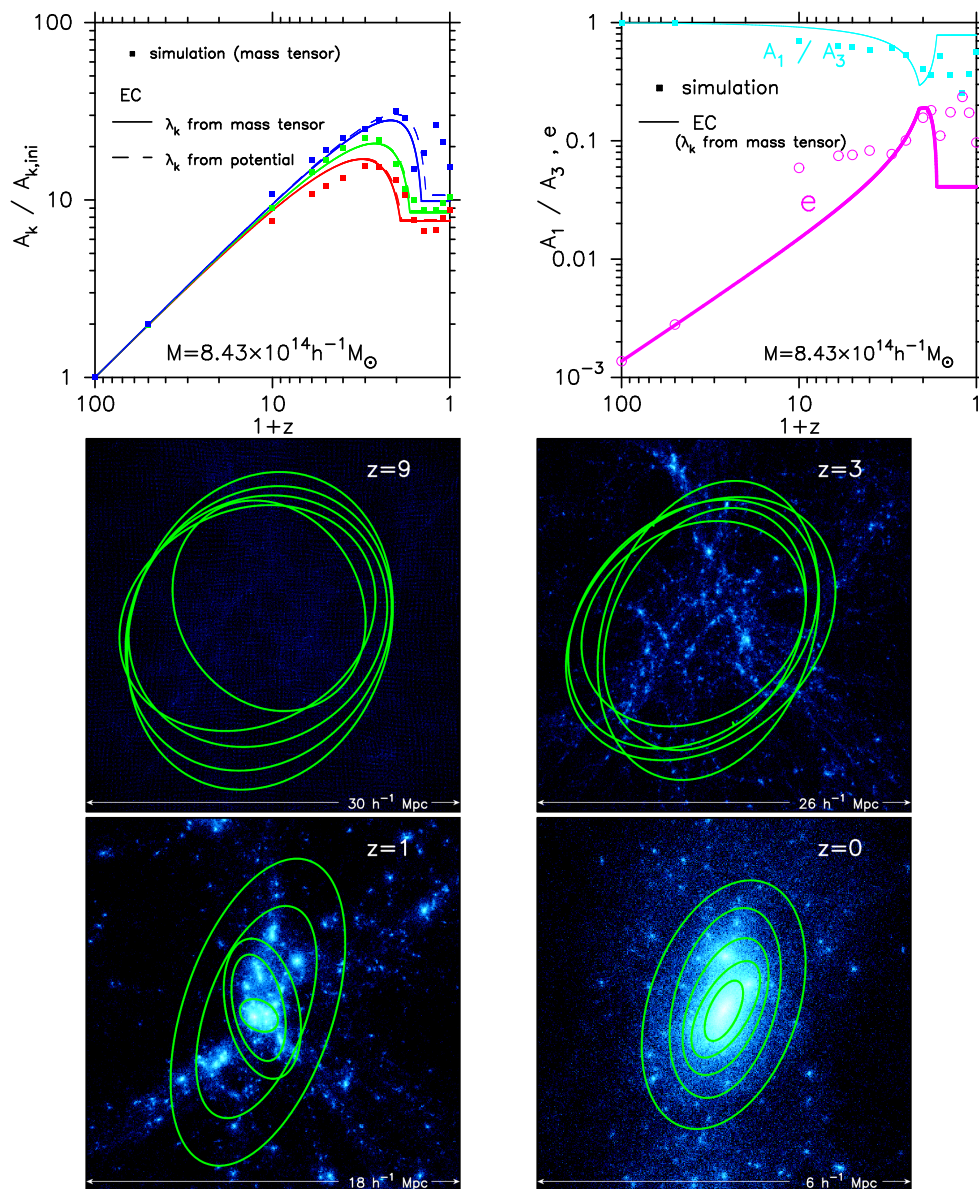 100
10
1
A_k / A_{k,ini}
simulation (mass tensor)
EC
λ_k from mass tensor
λ_k from potential
M=8.43×10^{14}h^{-1}M_⊙
100
10
1
1+z
1
0.1
0.01
10^{-3}
A_1 / A_3 , e
A_1 / A_3
simulation
EC
(λ_k from mass tensor)
e
M=8.43×10^{14}h^{-1}M_⊙
100
10
1
1+z
z=9
30 h^{-1} Mpc
z=3
26 h^{-1} Mpc
z=1
18 h^{-1} Mpc
z=0
6 h^{-1} Mpc